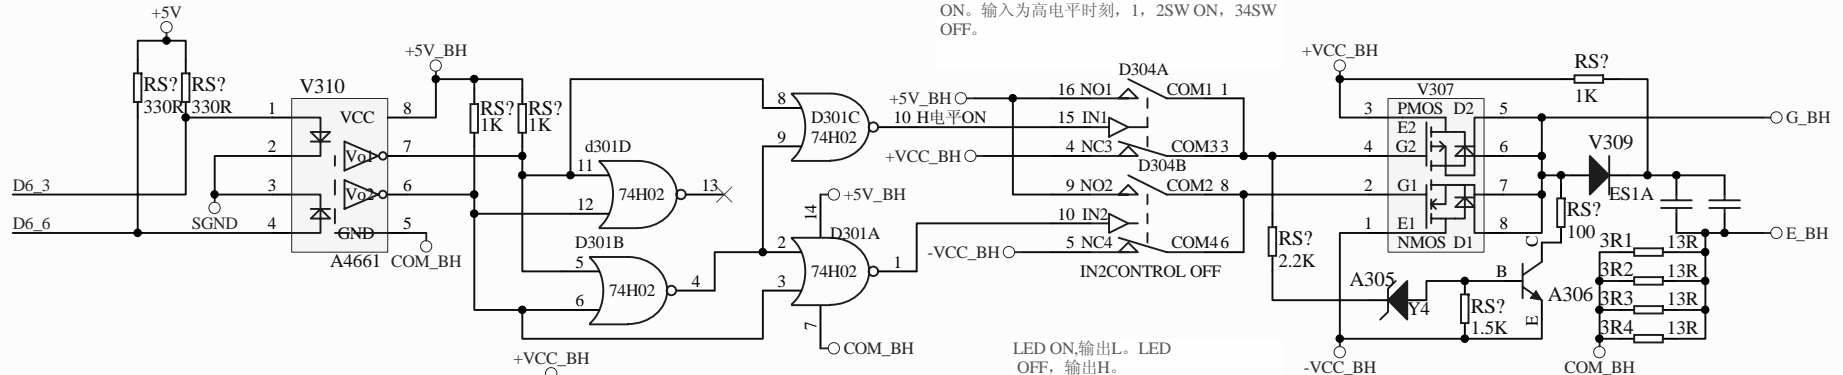 ON。输入为高电平时刻，1，2SW ON，34SW
OFF。
+5V
+5V_BH
RS?
330R
RS?
330R
V310
1
2
3
4
VCC
8
Vo1
7
Vo2
6
GND
5
A4661
COM_BH
D6_3
D6_6
SGND
RS?
1K
RS?
1K
d301D
11
12
74H02
13
D301B
5
6
74H02
4
+VCC_BH
8
9
D301C
74H02
10 H电平ON
+5V_BH
14
D301A
2
3
74H02
1
7
COM_BH
D304A
+5V_BH
16 NO1
COM1 1
15 IN1
+VCC_BH
4 NC3
COM33
D304B
9 NO2
COM2 8
10 IN2
-VCC_BH
5 NC4
COM46
IN2CONTROL OFF
LED ON,输出L。LED
OFF，输出H。
+VCC_BH
V307
3
PMOS D2
5
E2
4
G2
6
2
G1
7
1
E1
8
NMOS D1
RS?
1K
G_BH
V309
ES1A
RS?
100
RS?
2.2K
A305
Y4
B
C
E
A306
RS?
1.5K
-VCC_BH
E_BH
3R1
13R
3R2
13R
3R3
13R
3R4
13R
COM_BH